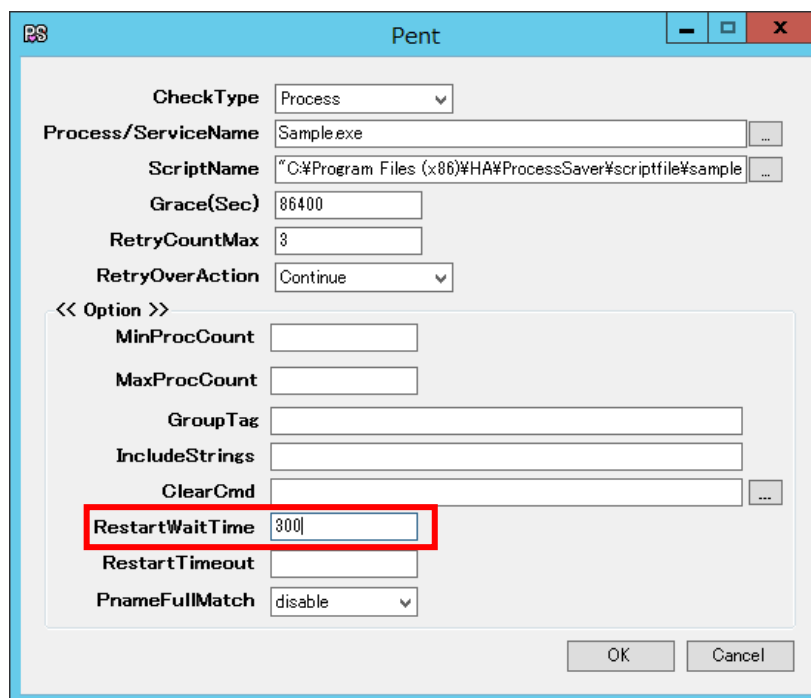 PS Pent
CheckType Process
Process/ServiceName Sample.exe ...
ScriptName "C:¥Program Files (x86)¥HA¥ProcessSaver¥scriptfile¥sample ...
Grace(Sec) 86400
RetryCountMax 3
RetryOverAction Continue
<< Option >>
MinProcCount
MaxProcCount
GroupTag
IncludeStrings
ClearCmd ...
RestartWaitTime 300
RestartTimeout
PnameFullMatch disable
OK Cancel